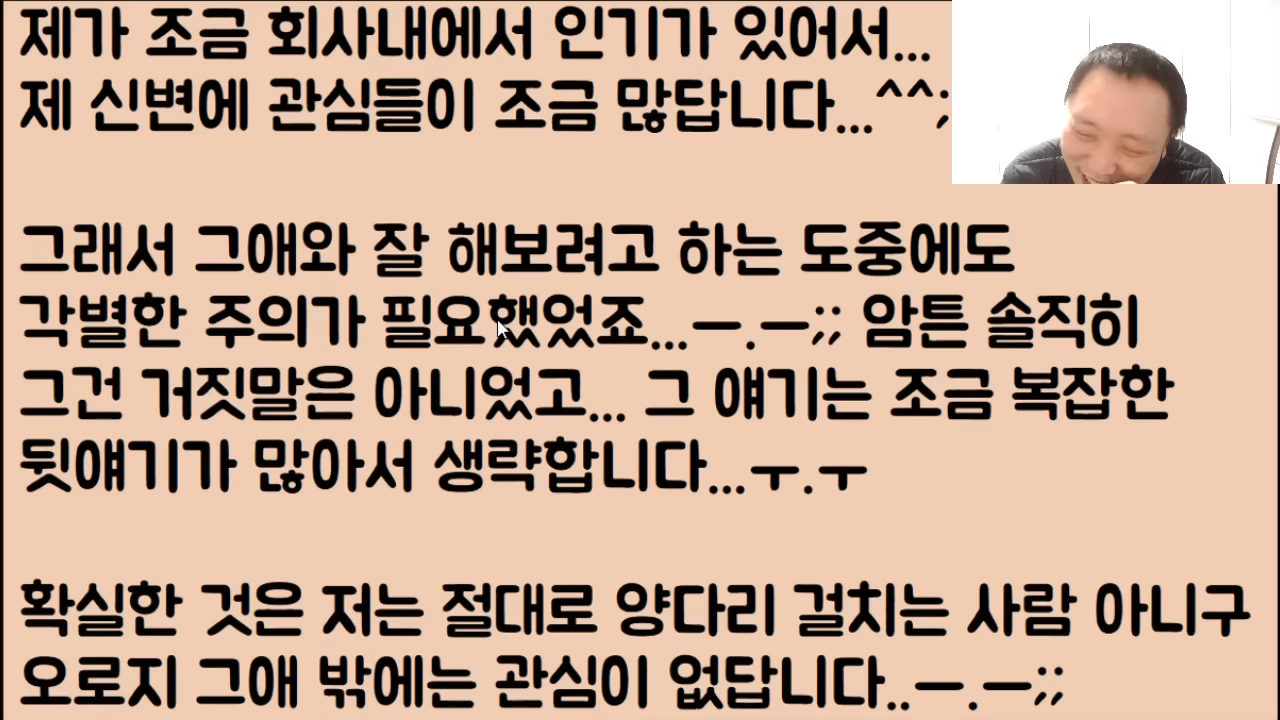 제가 조금 회사내에서 인기가 있어서...
제 신변에 관심들이 조금 많답니다...^^;
그래서 그애와 잘 해보려고 하는 도중에도
각별한 주의가 필요했었죠...ㅡ.ㅡ;; 암튼 솔직히
그건 거짓말은 아니었고... 그 얘기는 조금 복잡한
뒷얘기가 많아서 생략합니다...ㅜ.ㅜ
확실한 것은 저는 절대로 양다리 걸치는 사람 아니구
오로지 그애 밖에는 관심이 없답니다..ㅡ.ㅡ;;